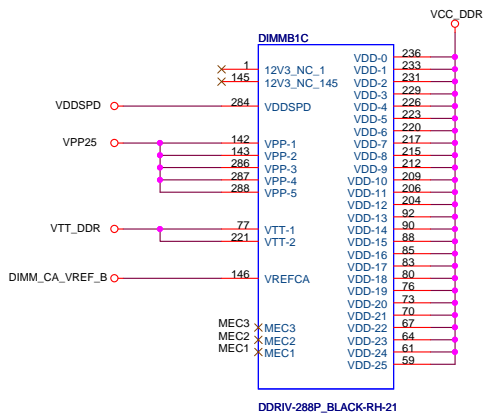 VCC_DDR
DIMMB1C
1 12V3_NC_1
145 12V3_NC_145
VDDSPD 284 VDDSPD
VPP25 142 VPP-1
143 VPP-2
286 VPP-3
287 VPP-4
288 VPP-5
VTT_DDR 77 VTT-1
221 VTT-2
DIMM_CA_VREF_B 146 VREFCA
MEC3 MEC3
MEC2 MEC2
MEC1 MEC1
VDD-0 236
VDD-1 233
VDD-2 231
VDD-3 229
VDD-4 226
VDD-5 223
VDD-6 220
VDD-7 217
VDD-8 215
VDD-9 212
VDD-10 209
VDD-11 206
VDD-12 204
VDD-13 92
VDD-14 90
VDD-15 88
VDD-16 85
VDD-17 83
VDD-18 80
VDD-19 76
VDD-20 73
VDD-21 70
VDD-22 67
VDD-23 64
VDD-24 61
VDD-25 59
DDRIV-288P_BLACK-RH-21